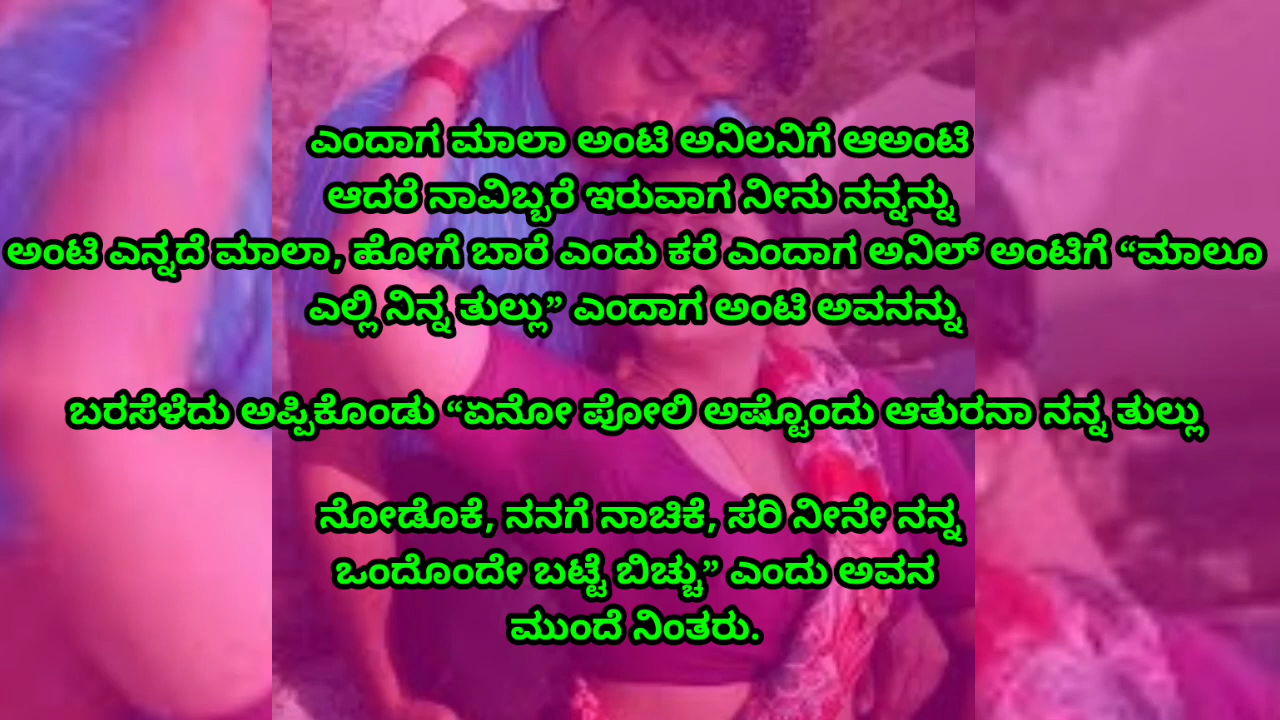 ಎಂದಾಗ ಮಾಲಾ ಅಂಟಿ ಅನಿಲನಿಗೆ ಆಅಂಟಿ
ಆದರೆ ನಾವಿಬ್ಬರೆ ಇರುವಾಗ ನೀನು ನನ್ನನ್ನು
ಅಂಟಿ ಎನ್ನದೆ ಮಾಲಾ, ಹೋಗೆ ಬಾರೆ ಎಂದು ಕರೆ ಎಂದಾಗ ಅನಿಲ್ ಅಂಟಿಗೆ “ಮಾಲೂ
ಎಲ್ಲಿ ನಿನ್ನ ತುಲ್ಲು” ಎಂದಾಗ ಅಂಟಿ ಅವನನ್ನು
ಬರಸೆಳೆದು ಅಪ್ಪಿಕೊಂಡು “ಏನೋ ಪೋಲಿ ಅಷ್ಟೊಂದು ಆತುರನಾ ನನ್ನ ತುಲ್ಲು
ನೋಡೊಕೆ, ನನಗೆ ನಾಚಿಕೆ, ಸರಿ ನೀನೇ ನನ್ನ
ಒಂದೊಂದೇ ಬಟ್ಟೆ ಬಿಚ್ಚು” ಎಂದು ಅವನ
ಮುಂದೆ ನಿಂತರು.